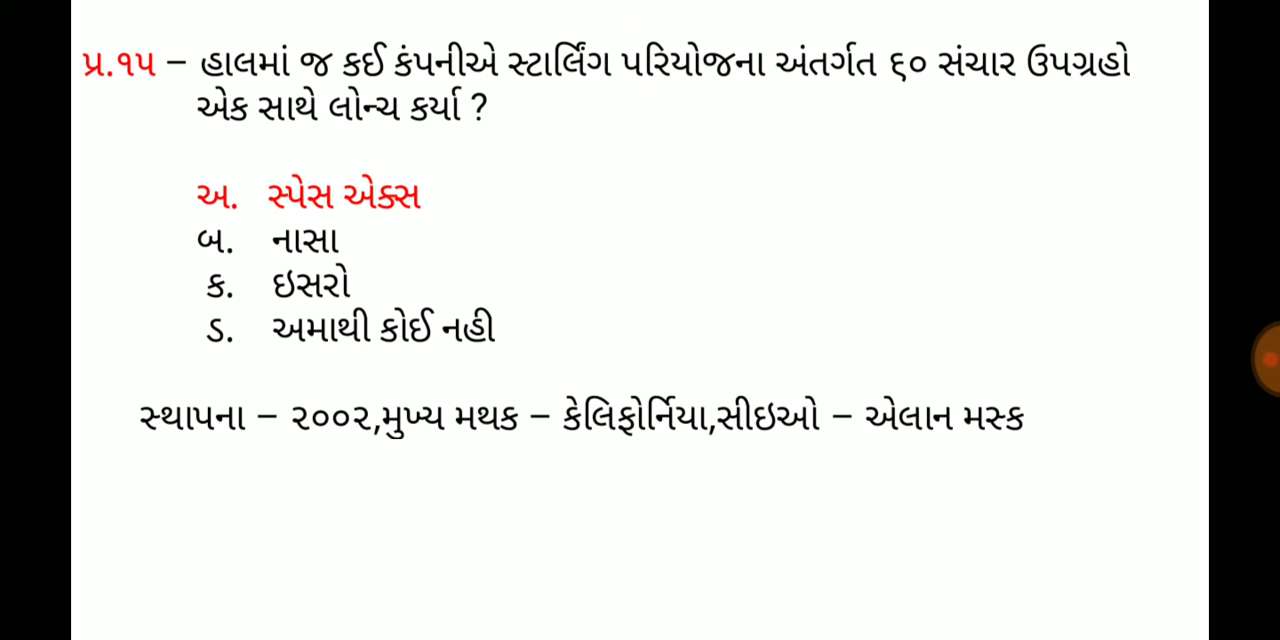 પ્ર.૧૫ – હાલમાં જ કઈ કંપનીએ સ્ટાર્લિંગ પરિયોજના અંતર્ગત ૬૦ સંચાર ઉપગ્રહો
એક સાથે લોન્ચ કર્યા ?
અ. સ્પેસ એક્સ
બ. નાસા
ક. ઇસરો
ડ. અમાથી કોઈ નહી
સ્થાપના – ૨૦૦૨,મુખ્ય મથક – કેલિફોર્નિયા,સીઇઓ – એલાન મસ્ક